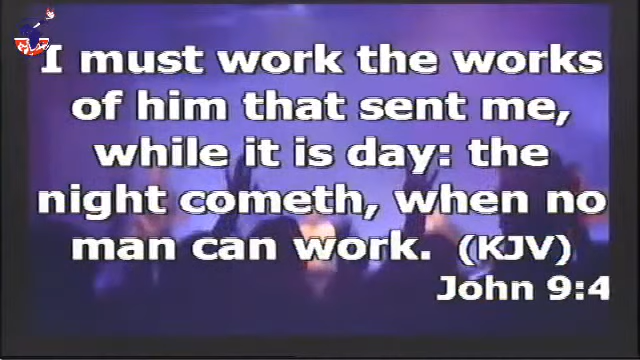 I must work the works
of him that sent me,
while it is day: the
night cometh, when no
man can work. (KJV)
John 9:4